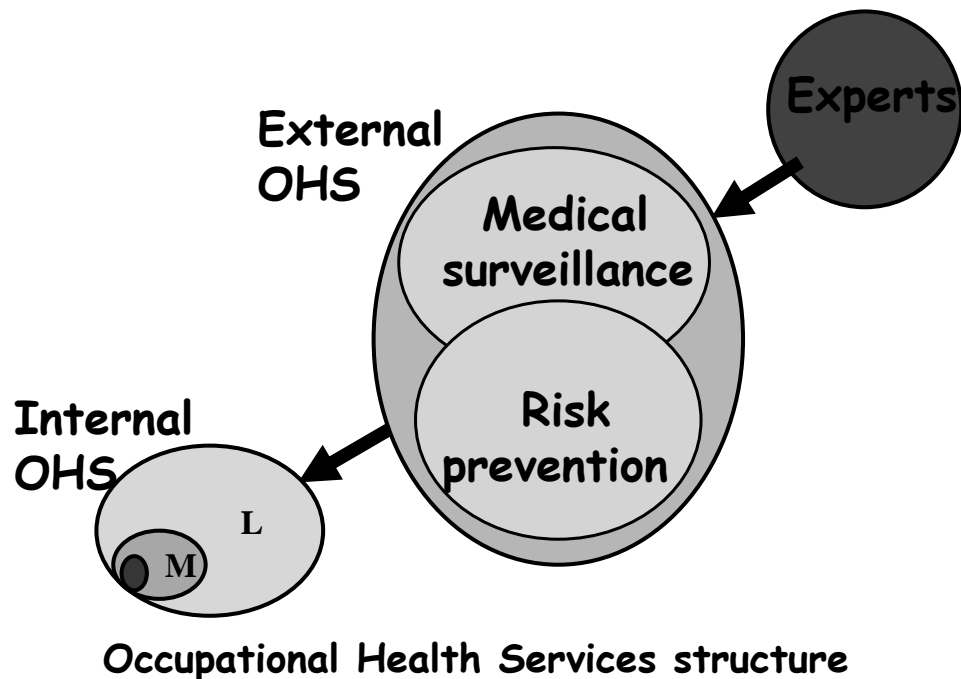 Experts
External
OHS
Medical
surveillance
Risk
prevention
Internal
OHS
L
M
Occupational Health Services structure